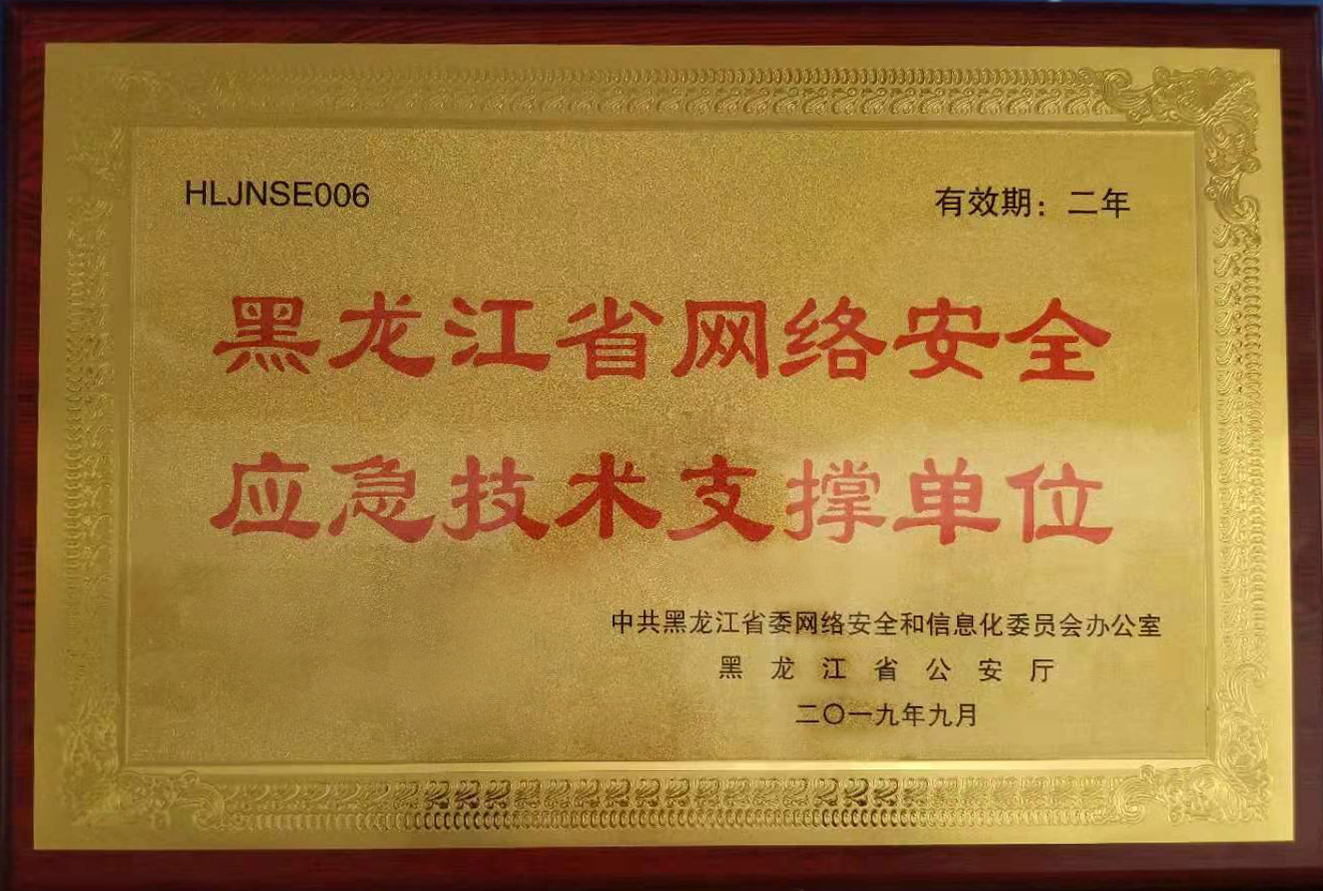 HLJNSE006
有效期：二年
黑龙江省网络安全
应急技术支撑单位
中共黑龙江省委网络安全和信息化委员会办公室
黑龙江省公安厅
二〇一九年九月